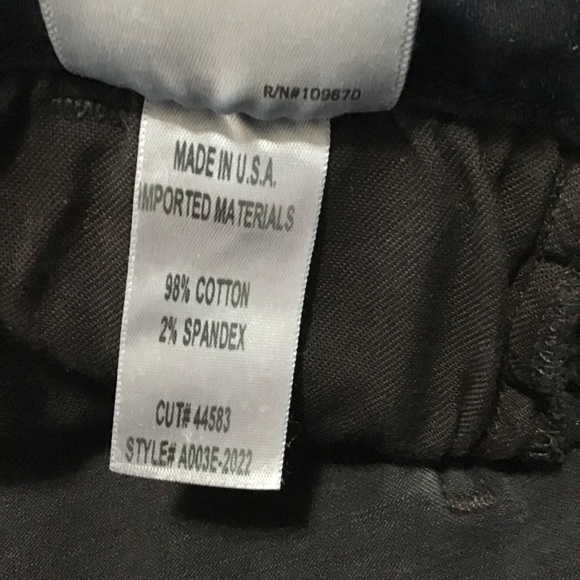 R/N#109670
MADE IN U.S.A.
IMPORTED MATERIALS
98% COTTON
2% SPANDEX
CUT# 44583
STYLE# A003E-2022